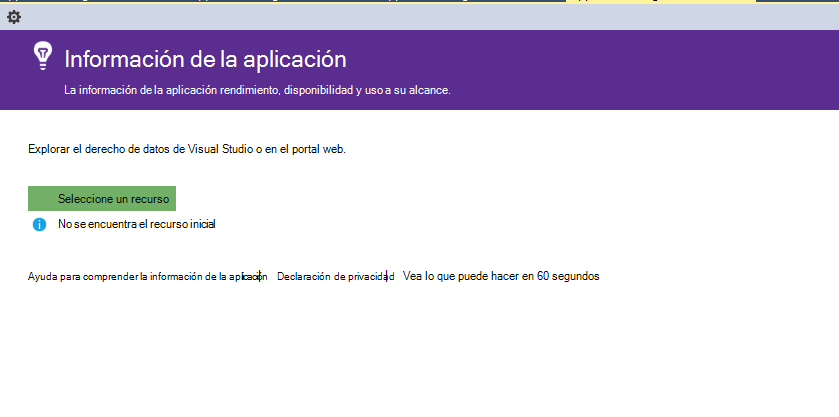 Información de la aplicación
La información de la aplicación rendimiento, disponibilidad y uso a su alcance.
Explorar el derecho de datos de Visual Studio o en el portal web.
Seleccione un recurso
No se encuentra el recurso inicial
Ayuda para comprender la información de la aplicación Declaración de privacidad Vea lo que puede hacer en 60 segundos